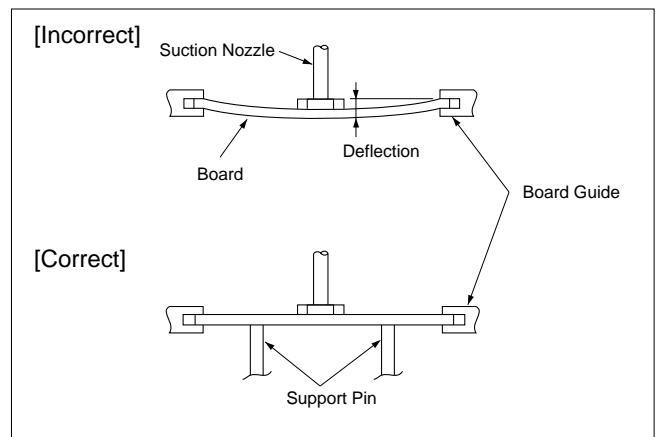 [Incorrect]
Suction Nozzle
Deflection
Board
Board Guide
[Correct]
Support Pin